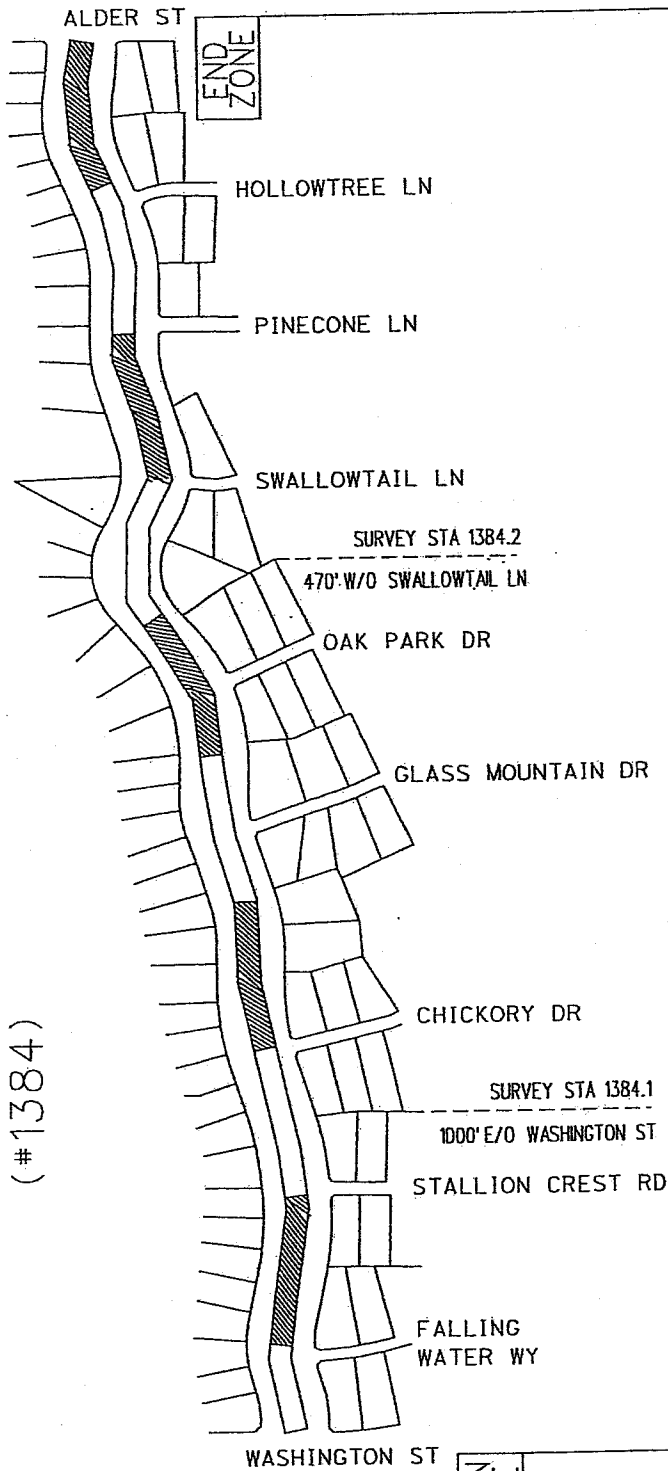 ALDER ST
END
ZONE
HOLLOWTREE LN
PINECONE LN
SWALLOWTAIL LN
SURVEY STA 1384.2
470' W/O SWALLOWTAIL LN
OAK PARK DR
GLASS MOUNTAIN DR
CHICKORY DR
(#1384)
SURVEY STA 1384.1
1000' E/O WASHINGTON ST
STALLION CREST RD
FALLING
WATER WY
WASHINGTON ST